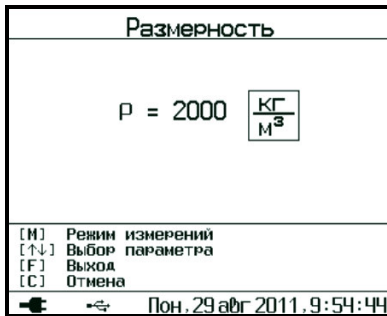 Размерность
ρ = 2000 кг/м³
[M] Режим измерений
[↑↓] Выбор параметра
[F] Выход
[C] Отмена
Пон, 29 авг 2011, 9:54:44